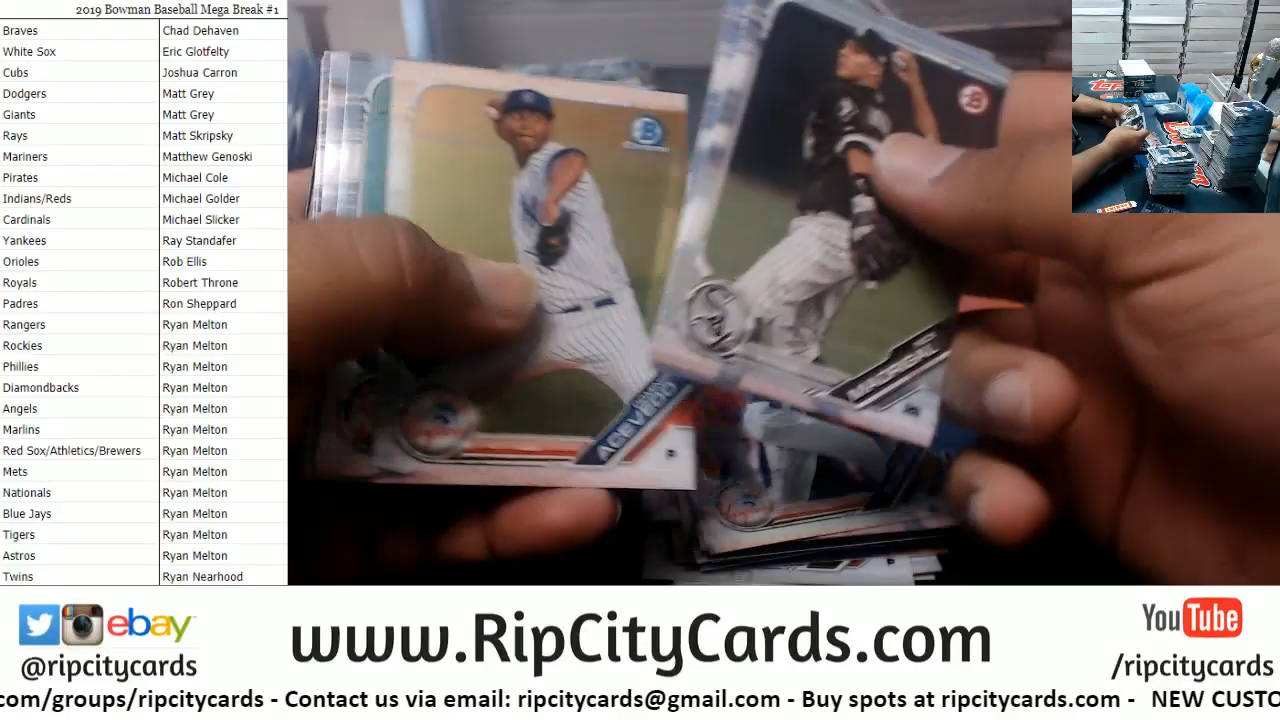 2019 Bowman Baseball Mega Break #1
Braves Chad Dehaven
White Sox Eric Glotfelty
Cubs Joshua Carron
Dodgers Matt Grey
Giants Matt Grey
Rays Matt Skripsky
Mariners Matthew Genoski
Pirates Michael Cole
Indians/Reds Michael Golder
Cardinals Michael Slicker
Yankees Ray Standafer
Orioles Rob Ellis
Royals Robert Throne
Padres Ron Sheppard
Rangers Ryan Melton
Rockies Ryan Melton
Phillies Ryan Melton
Diamondbacks Ryan Melton
Angels Ryan Melton
Marlins Ryan Melton
Red Sox/Athletics/Brewers Ryan Melton
Mets Ryan Melton
Nationals Ryan Melton
Blue Jays Ryan Melton
Tigers Ryan Melton
Astros Ryan Melton
Twins Ryan Nearhood
ebay
@ripcitycards
www.RipCityCards.com
YouTube
/ripcitycards
com/groups/ripcitycards - Contact us via email: ripcitycards@gmail.com - Buy spots at ripcitycards.com - NEW CUSTO